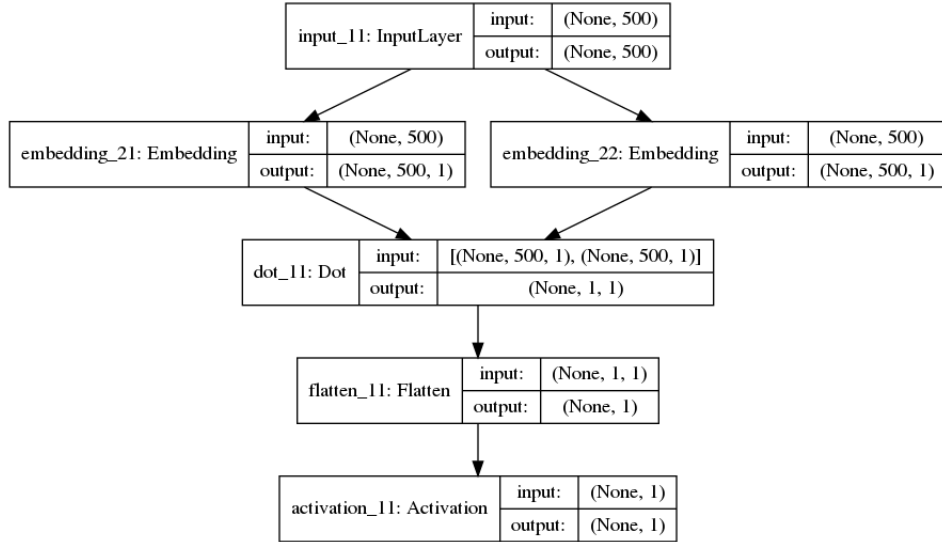 input_11: InputLayer
input: (None, 500)
output: (None, 500)
embedding_21: Embedding
input: (None, 500)
output: (None, 500, 1)
embedding_22: Embedding
input: (None, 500)
output: (None, 500, 1)
dot_11: Dot
input: [(None, 500, 1), (None, 500, 1)]
output: (None, 1, 1)
flatten_11: Flatten
input: (None, 1, 1)
output: (None, 1)
activation_11: Activation
input: (None, 1)
output: (None, 1)